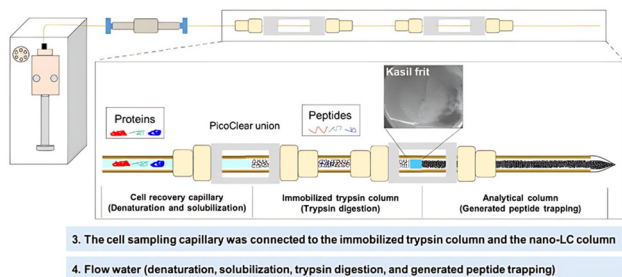 Kasil frit
Proteins
PicoClear union
Peptides
Cell recovery capillary
(Denaturation and solubilization)
Immobilized trypsin column
(Trypsin digestion)
Analytical column
(Generated peptide trapping)
3. The cell sampling capillary was connected to the immobilized trypsin column and the nano-LC column
4. Flow water (denaturation, solubilization, trypsin digestion, and generated peptide trapping)